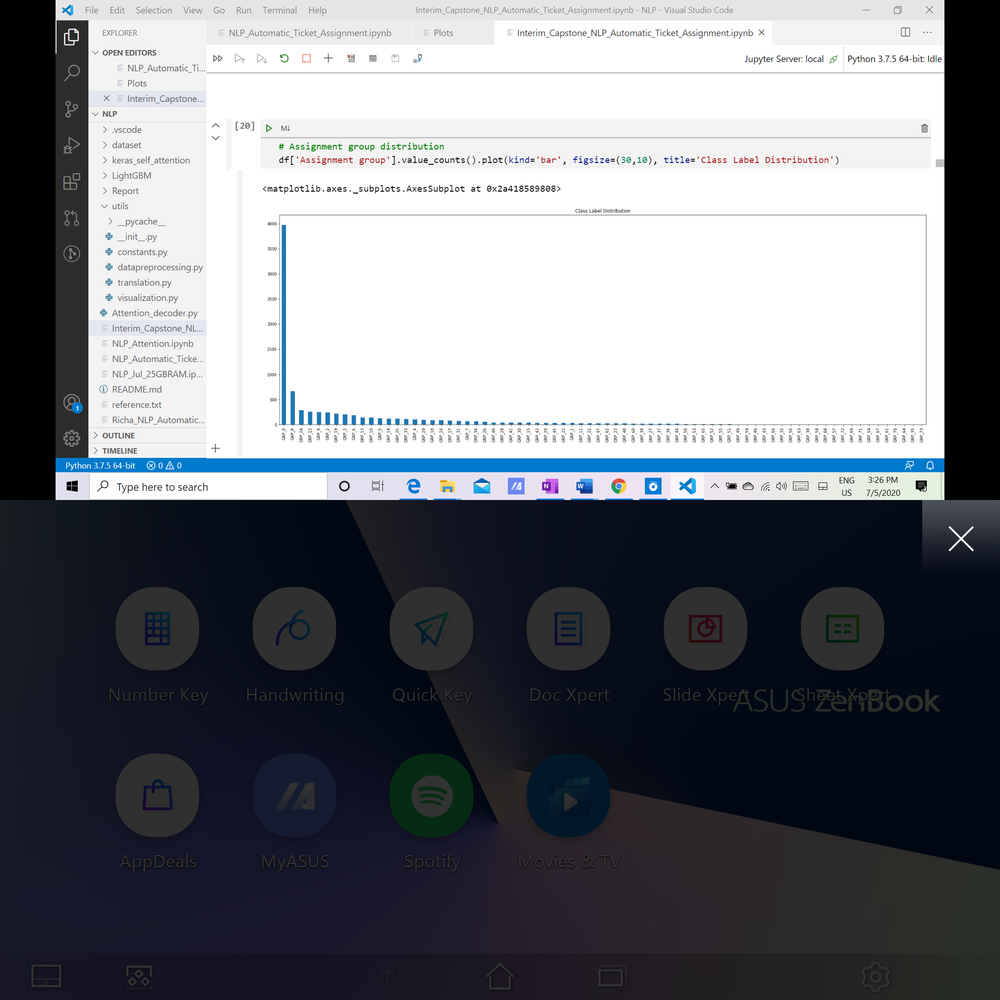 File Edit Selection View Go Run Terminal Help
Interim_Capstone_NLP_Automatic_Ticket_Assignment.ipynb - NLP - Visual Studio Code
EXPLORER
OPEN EDITORS
NLP_Automatic_Ti...
Plots
Interim_Capstone...
NLP
.vscode
dataset
keras_self_attention
LightGBM
Report
utils
__pycache__
__init__.py
constants.py
datapreprocessing.py
translation.py
visualization.py
Attention_decoder.py
Interim_Capstone_NL...
NLP_Attention.ipynb
NLP_Automatic_Ticke...
NLP_Jul_25GBRAM.ip...
README.md
reference.txt
Richa_NLP_Automatic...
OUTLINE
TIMELINE
1
NLP_Automatic_Ticket_Assignment.ipynb Plots Interim_Capstone_NLP_Automatic_Ticket_Assignment.ipynb
Jupyter Server: local Python 3.7.5 64-bit: Idle
[20] M↓
# Assignment group distribution
df['Assignment group'].value_counts().plot(kind='bar', figsize=(30,10), title='Class Label Distribution')
<matplotlib.axes._subplots.AxesSubplot at 0x2a418589808>
Class Label Distribution
4000
3500
3000
2500
2000
1500
1000
500
0
GRP_0 GRP_8 GRP_24 GRP_12 GRP_9 GRP_2 GRP_19 GRP_3 GRP_6 GRP_13 GRP_10 GRP_5 GRP_14 GRP_25 GRP_33 GRP_4 GRP_29 GRP_18 GRP_16 GRP_17 GRP_31 GRP_7 GRP_34 GRP_26 GRP_40 GRP_28 GRP_41 GRP_30 GRP_15 GRP_42 GRP_20 GRP_45 GRP_22 GRP_1 GRP_11 GRP_21 GRP_47 GRP_62 GRP_23 GRP_48 GRP_60 GRP_39 GRP_27 GRP_37 GRP_36 GRP_44 GRP_50 GRP_53 GRP_65 GRP_52 GRP_55 GRP_51 GRP_59 GRP_49 GRP_46 GRP_43 GRP_66 GRP_32 GRP_56 GRP_63 GRP_38 GRP_58 GRP_68 GRP_57 GRP_72 GRP_69 GRP_71 GRP_54 GRP_67 GRP_61 GRP_70 GRP_64 GRP_35 GRP_73
Python 3.7.5 64-bit 0 0
Type here to search
ENG
US
3:26 PM
7/5/2020
Number Key Handwriting Quick Key Doc Xpert Slide Xpert Sheet Xpert
ASUS ZenBook
AppDeals MyASUS Spotify Movies & TV